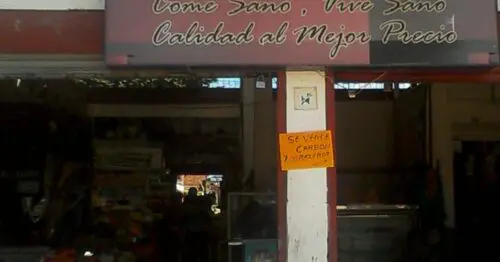 Come Sano, Vive Sano
Calidad al Mejor Precio
SE VENDE
CARBON
Y